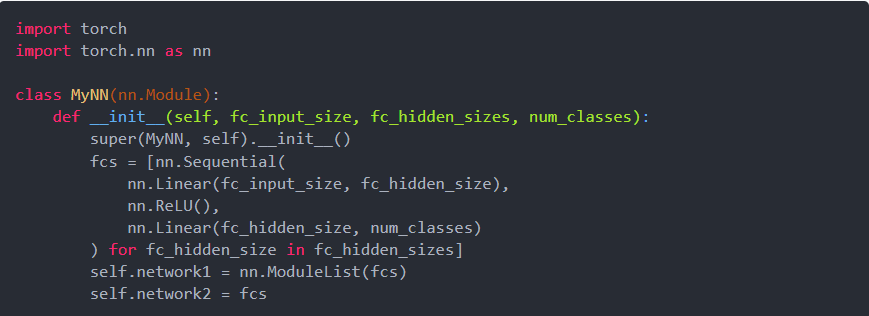 import torch
import torch.nn as nn
class MyNN(nn.Module):
    def __init__(self, fc_input_size, fc_hidden_sizes, num_classes):
        super(MyNN, self).__init__()
        fcs = [nn.Sequential(
            nn.Linear(fc_input_size, fc_hidden_size),
            nn.ReLU(),
            nn.Linear(fc_hidden_size, num_classes)
        ) for fc_hidden_size in fc_hidden_sizes]
        self.network1 = nn.ModuleList(fcs)
        self.network2 = fcs